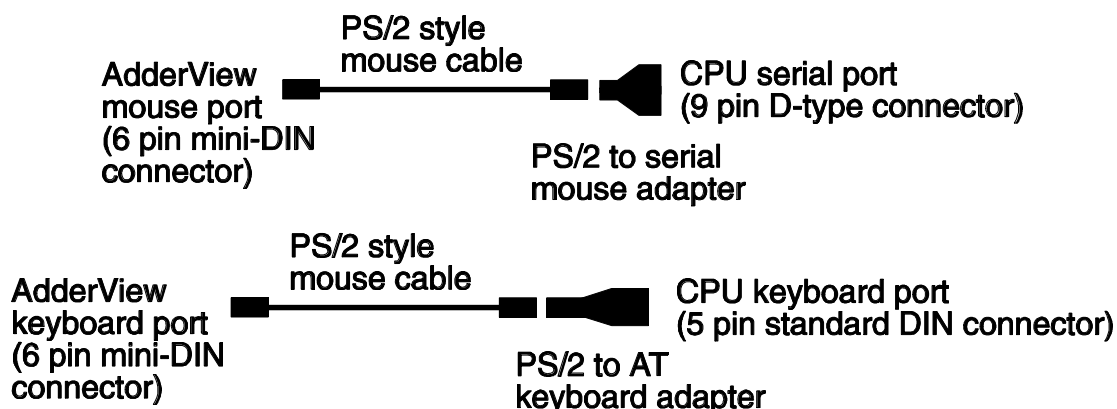 PS/2 style
mouse cable
AdderView
mouse port
(6 pin mini-DIN
connector)
CPU serial port
(9 pin D-type connector)
PS/2 to serial
mouse adapter
PS/2 style
mouse cable
AdderView
keyboard port
(6 pin mini-DIN
connector)
CPU keyboard port
(5 pin standard DIN connector)
PS/2 to AT
keyboard adapter